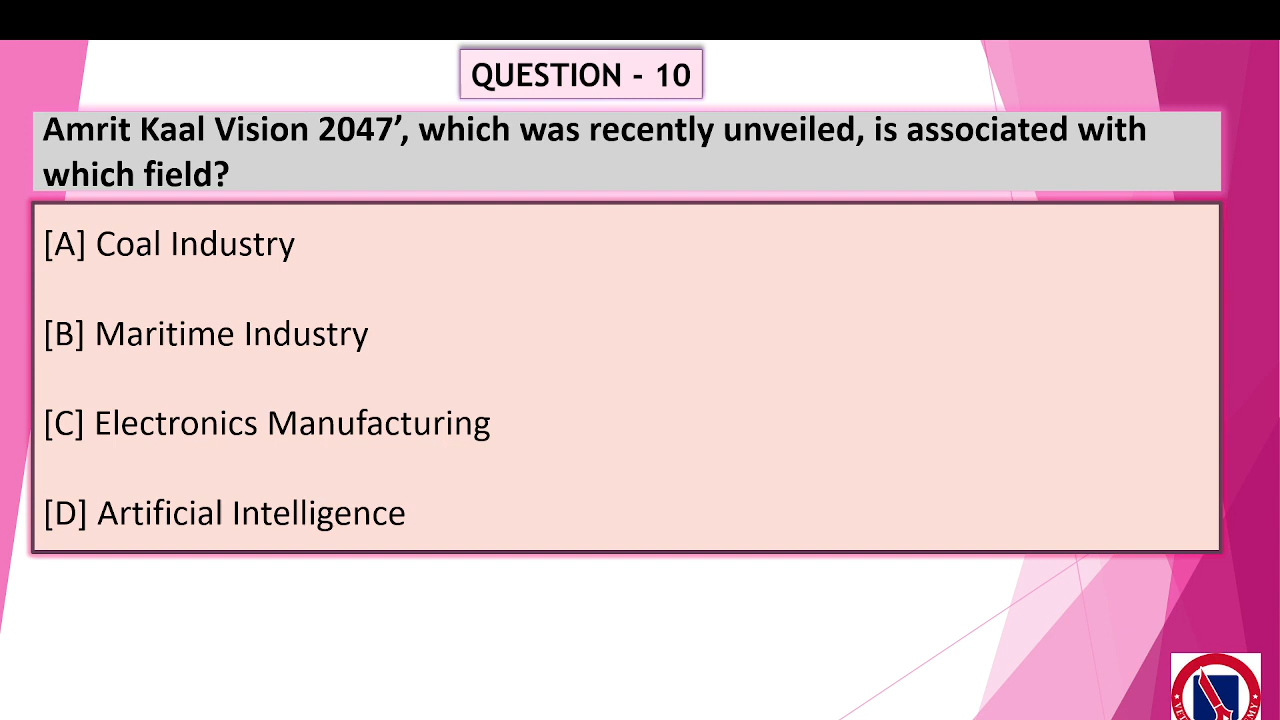 QUESTION - 10
Amrit Kaal Vision 2047’, which was recently unveiled, is associated with
which field?
[A] Coal Industry
[B] Maritime Industry
[C] Electronics Manufacturing
[D] Artificial Intelligence